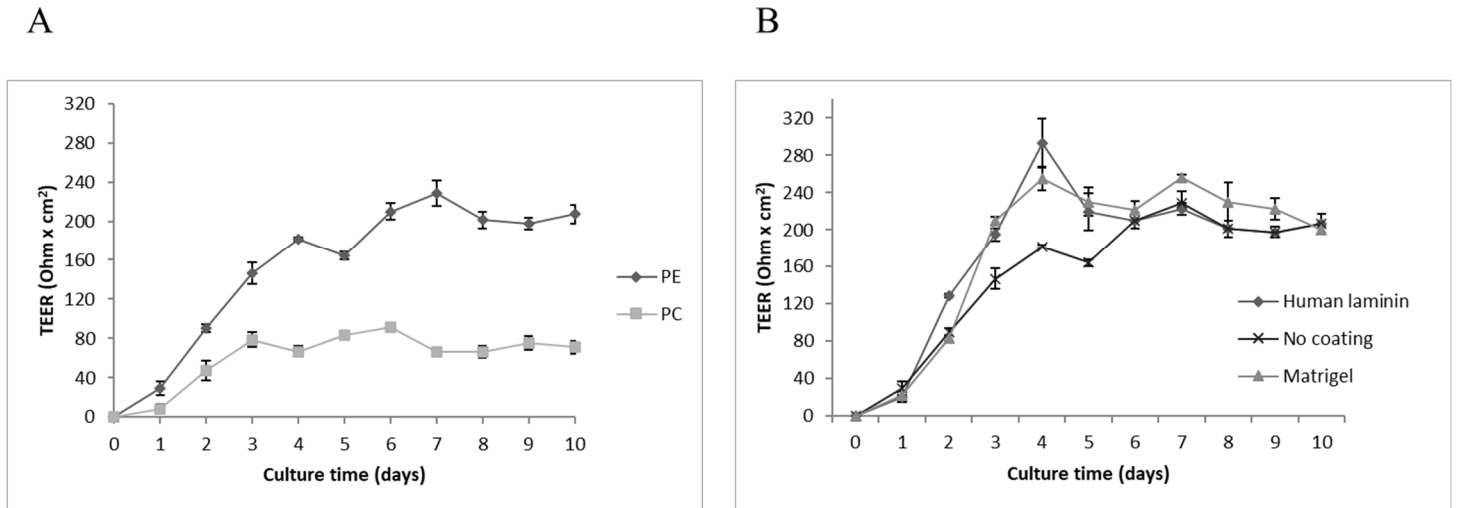 A
B
320
280
240
200
160
120
80
40
0
TEER (Ohm x cm²)
0 1 2 3 4 5 6 7 8 9 10
Culture time (days)
PE
PC
320
280
240
200
160
120
80
40
0
TEER (Ohm x cm²)
0 1 2 3 4 5 6 7 8 9 10
Culture time (days)
Human laminin
No coating
Matrigel